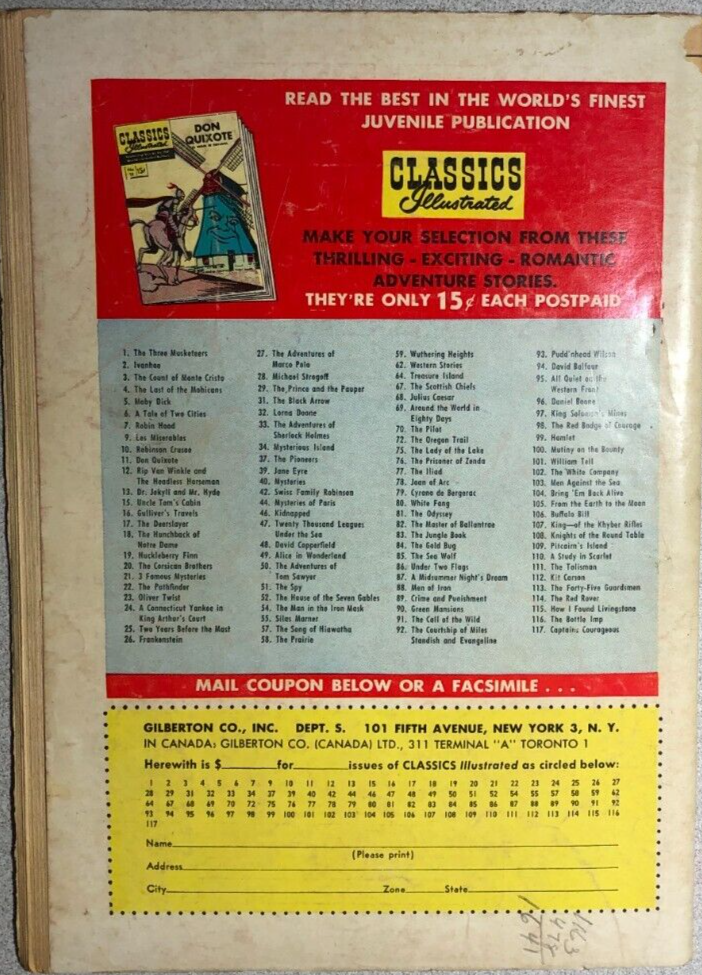 READ THE BEST IN THE WORLD'S FINEST
JUVENILE PUBLICATION
CLASSICS
Illustrated
DON
QUIXOTE
CLASSICS
Illustrated
MAKE YOUR SELECTION FROM THESE
THRILLING - EXCITING - ROMANTIC
ADVENTURE STORIES.
THEY'RE ONLY 15¢ EACH POSTPAID
1. The Three Musketeers
2. Ivanhoe
3. The Count of Monte Cristo
4. The Last of the Mohicans
5. Moby Dick
6. A Tale of Two Cities
7. Robin Hood
9. Les Miserables
10. Robinson Crusoe
11. Don Quixote
12. Rip Van Winkle and
The Headless Horseman
13. Dr. Jekyll and Mr. Hyde
15. Uncle Tom's Cabin
16. Gulliver's Travels
17. The Deerslayer
18. The Hunchback of
Notre Dame
19. Huckleberry Finn
20. The Corsican Brothers
21. 3 Famous Mysteries
22. The Pathfinder
23. Oliver Twist
24. A Connecticut Yankee in
King Arthur's Court
25. Two Years Before the Mast
26. Frankenstein
27. The Adventures of
Marco Polo
28. Michael Strogoff
29. The Prince and the Pauper
31. The Black Arrow
32. Lorna Doone
33. The Adventures of
Sherlock Holmes
34. Mysterious Island
37. The Pioneers
39. Jane Eyre
40. Mysteries
42. Swiss Family Robinson
44. Mysteries of Paris
46. Kidnapped
47. Twenty Thousand Leagues
Under the Sea
48. David Copperfield
49. Alice in Wonderland
50. The Adventures of
Tom Sawyer
51. The Spy
52. The House of the Seven Gables
54. The Man in the Iron Mask
55. Silas Marner
57. The Song of Hiawatha
58. The Prairie
59. Wuthering Heights
62. Western Stories
64. Treasure Island
67. The Scottish Chiefs
68. Julius Caesar
69. Around the World in
Eighty Days
70. The Pilot
72. The Oregon Trail
75. The Lady of the Lake
76. The Prisoner of Zenda
77. The Iliad
78. Joan of Arc
79. Cyrano de Bergerac
80. White Fang
81. The Odyssey
82. The Master of Ballantrae
83. The Jungle Book
84. The Gold Bug
85. The Sea Wolf
86. Under Two Flags
87. A Midsummer Night's Dream
88. Men of Iron
89. Crime and Punishment
90. Green Mansions
91. The Call of the Wild
92. The Courtship of Miles
Standish and Evangeline
93. Pudd'nhead Wilson
94. David Balfour
95. All Quiet on the
Western Front
96. Daniel Boone
97. King Solomon's Mines
98. The Red Badge of Courage
99. Hamlet
100. Mutiny on the Bounty
101. William Tell
102. The White Company
103. Men Against the Sea
104. Bring 'Em Back Alive
105. From the Earth to the Moon
106. Buffalo Bill
107. King—of the Khyber Rifles
108. Knights of the Round Table
109. Pitcairn's Island
110. A Study in Scarlet
111. The Talisman
112. Kit Carson
113. The Forty-Five Guardsmen
114. The Red Rover
115. How I Found Livingstone
116. The Bottle Imp
117. Captains Courageous
MAIL COUPON BELOW OR A FACSIMILE . . .
GILBERTON CO., INC. DEPT. S. 101 FIFTH AVENUE, NEW YORK 3, N. Y.
IN CANADA: GILBERTON CO. (CANADA) LTD., 311 TERMINAL "A" TORONTO 1
Herewith is $ for issues of CLASSICS Illustrated as circled below:
1 2 3 4 5 6 7 9 10 11 12 13 15 16 17 18 19 20 21 22 23 24 25 26 27
28 29 31 32 33 34 37 39 40 42 44 46 47 48 49 50 51 52 54 55 57 58 59 62
64 67 68 69 70 72 75 76 77 78 79 80 81 82 83 84 85 86 87 88 89 90 91 92
93 94 95 96 97 98 99 100 101 102 103 104 105 106 107 108 109 110 111 112 113 114 115 116
117
Name
(Please print)
Address
City Zone State
1163
478
1641